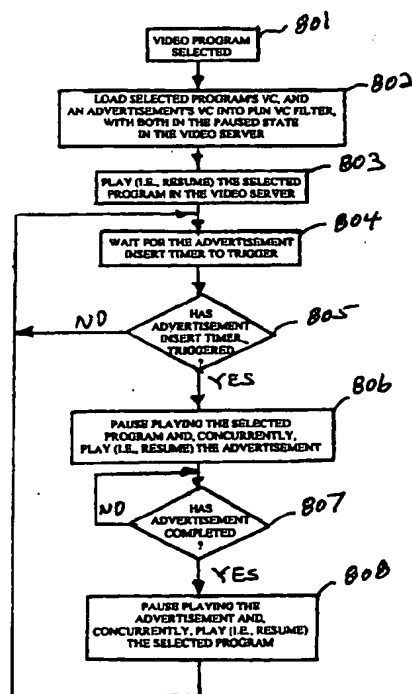 801
VIDEO PROGRAM
SELECTED
802
LOAD SELECTED PROGRAM'S VC, AND
AN ADVERTISEMENT'S VC INTO PUN VC FILTER,
WITH BOTH IN THE PAUSED STATE
IN THE VIDEO SERVER
803
PLAY (I.E., RESUME) THE SELECTED
PROGRAM IN THE VIDEO SERVER
804
WAIT FOR THE ADVERTISEMENT
INSERT TIMER TO TRIGGER
805
HAS
ADVERTISEMENT
INSERT TIMER
TRIGGERED
?
NO
YES
806
PAUSE PLAYING THE SELECTED
PROGRAM AND, CONCURRENTLY,
PLAY (I.E., RESUME) THE ADVERTISEMENT
807
NO
HAS
ADVERTISEMENT
COMPLETED
?
YES
808
PAUSE PLAYING THE
ADVERTISEMENT AND,
CONCURRENTLY, PLAY (I.E., RESUME)
THE SELECTED PROGRAM